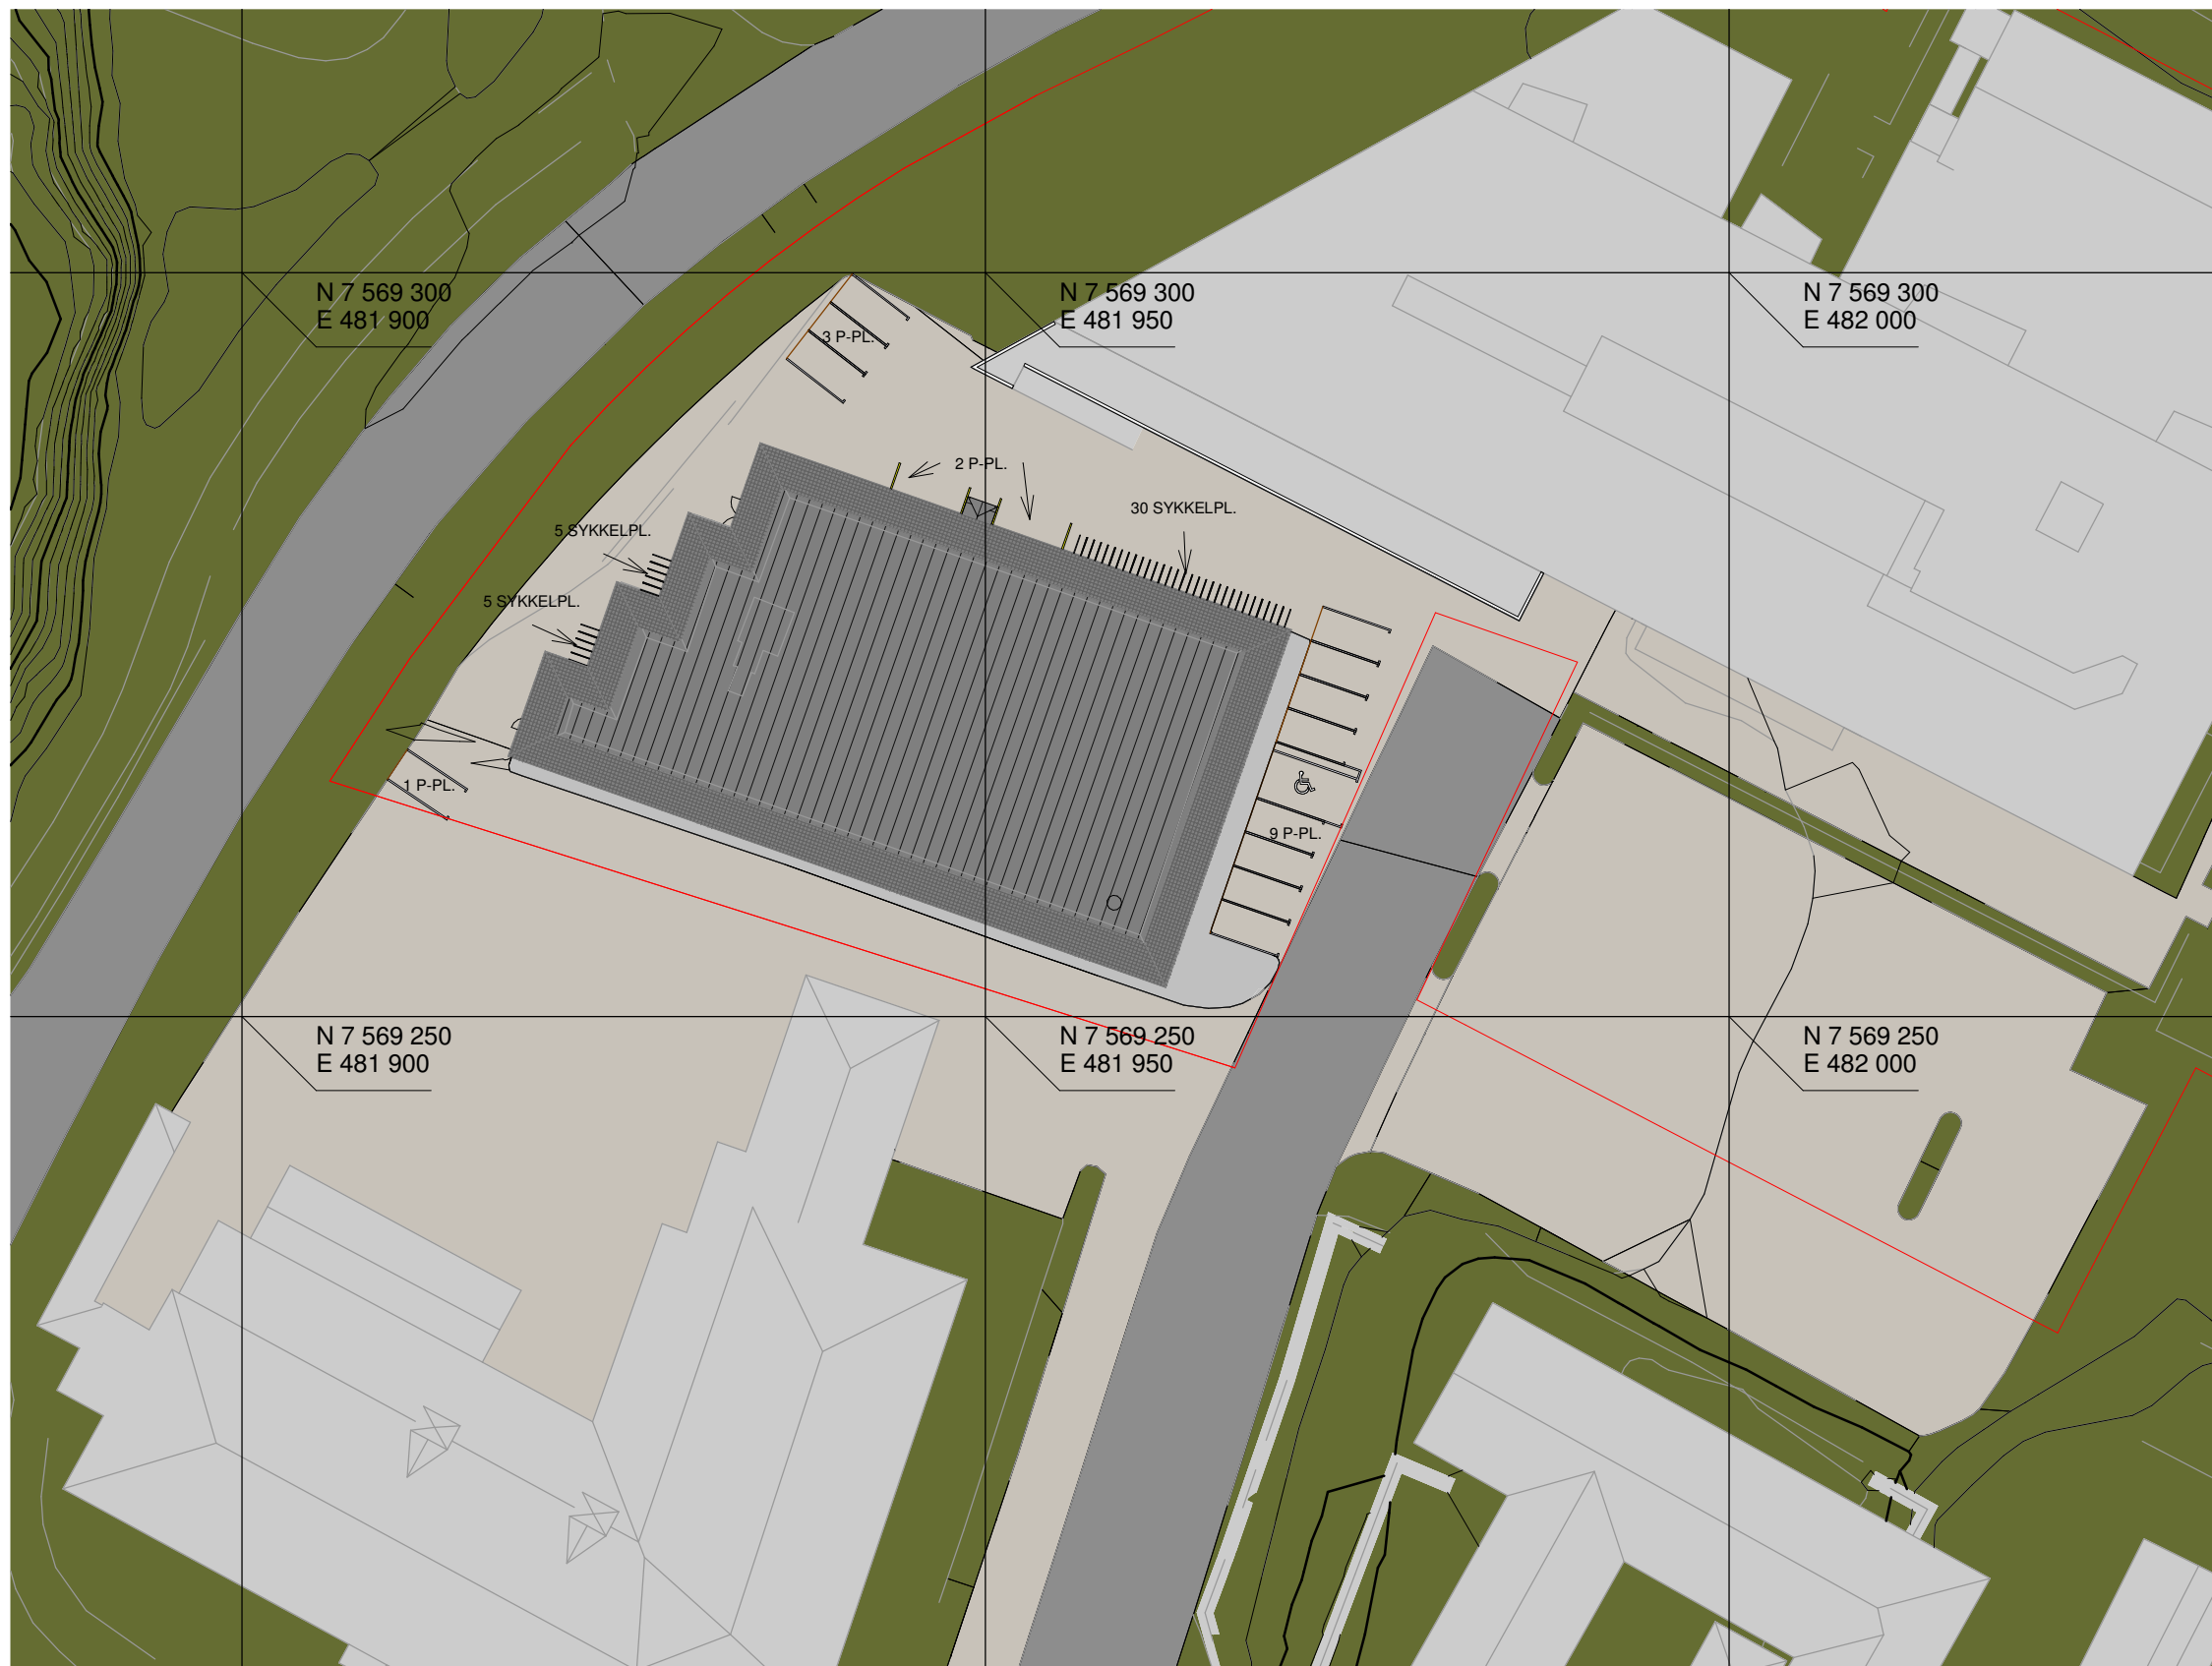 N 7 569 300
E 481 900
N 7 569 300
E 481 950
N 7 569 300
E 482 000
3 P-PL.
2 P-PL.
30 SYKKELPL.
5 SYKKELPL.
5 SYKKELPL.
1 P-PL.
9 P-PL.
N 7 569 250
E 481 900
N 7 569 250
E 481 950
N 7 569 250
E 482 000